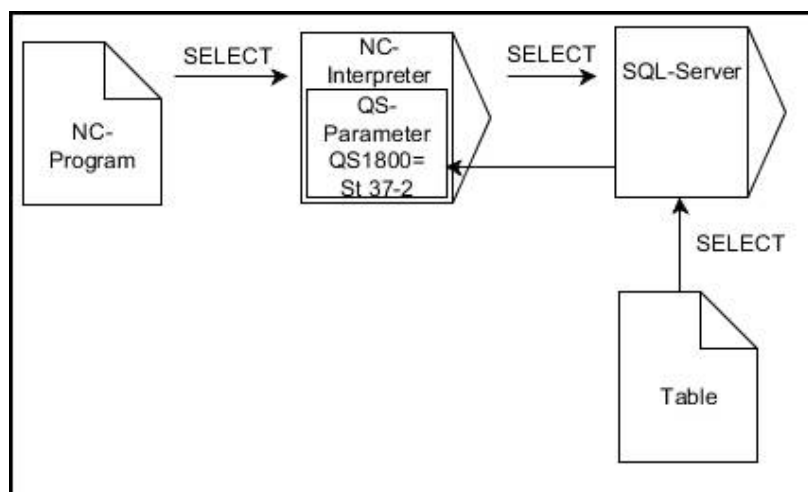 NC-
Program
SELECT
NC-
Interpreter
QS-
Parameter
QS1800=
St 37-2
SELECT
SQL-Server
SELECT
Table